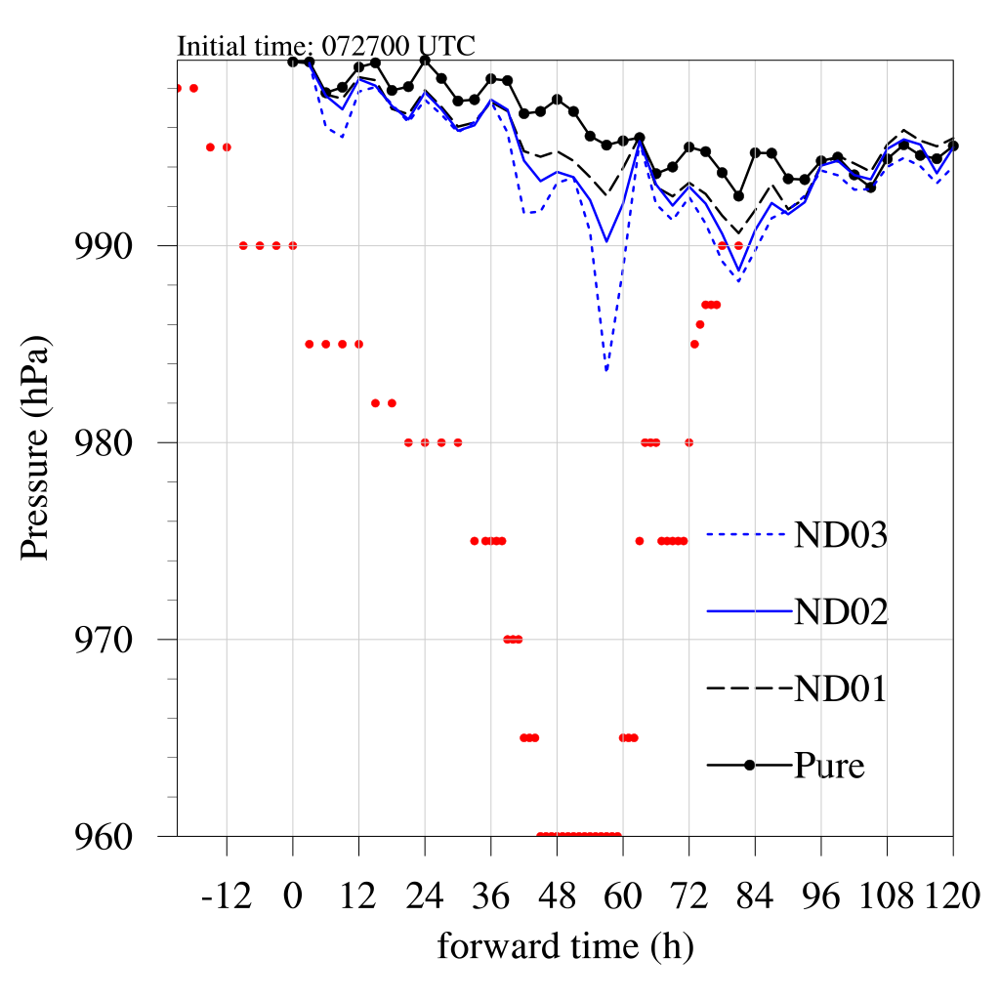 Initial time: 072700 UTC
990
980
970
960
Pressure (hPa)
ND03
ND02
ND01
Pure
-12 0 12 24 36 48 60 72 84 96 108 120
forward time (h)